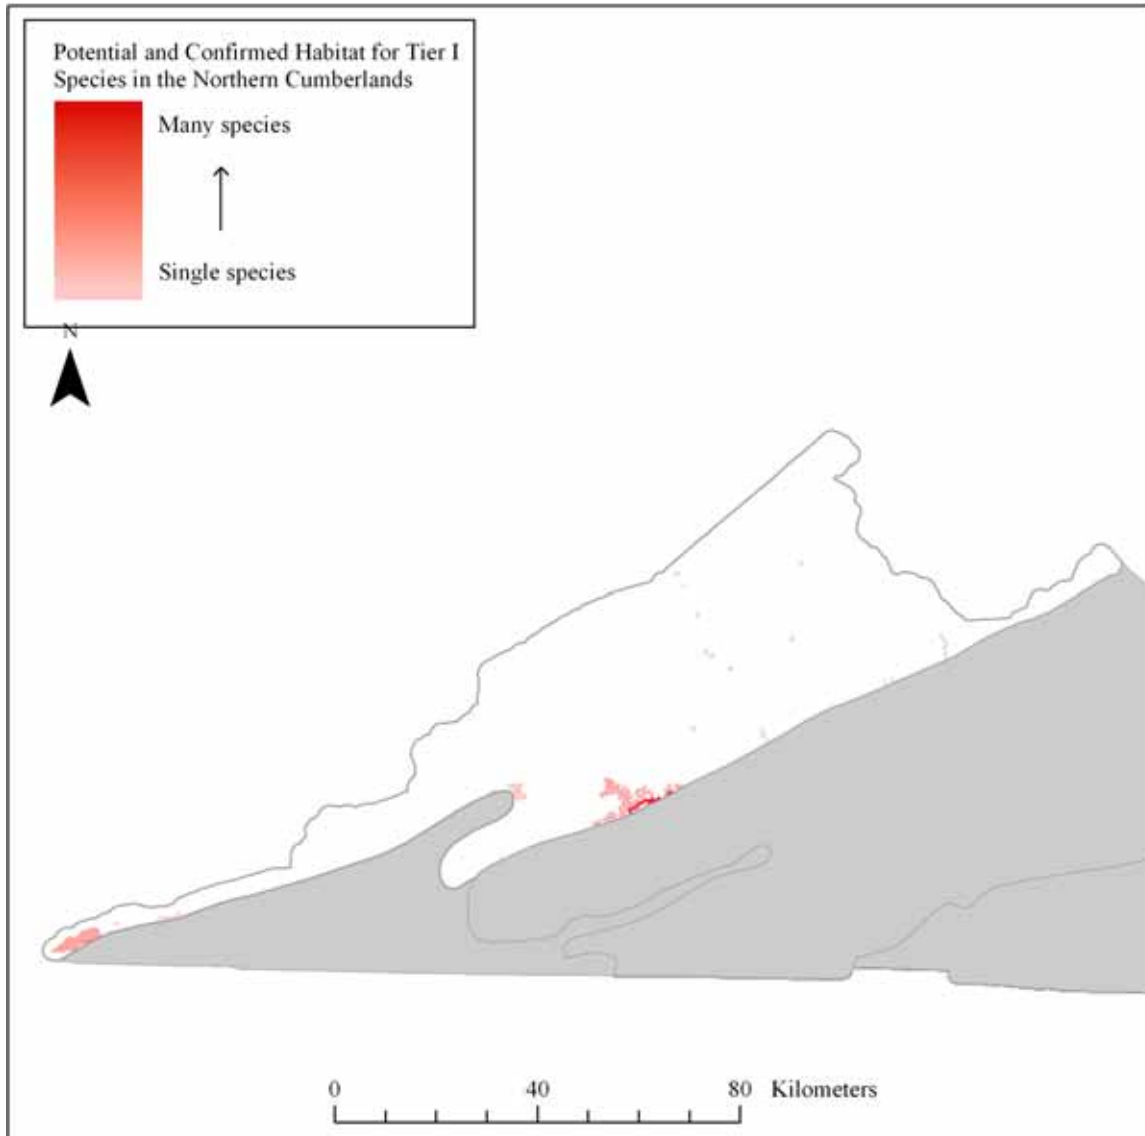 Potential and Confirmed Habitat for Tier I
Species in the Northern Cumberlands
Many species
Single species
N
0 40 80 Kilometers